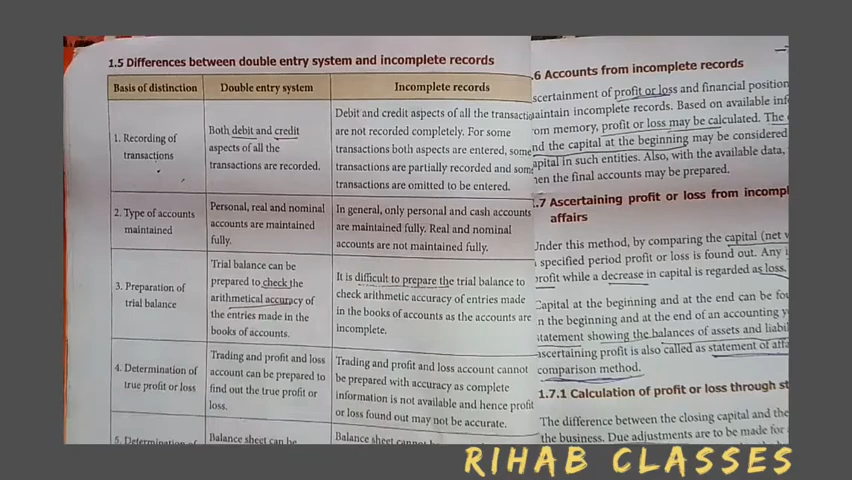 1.5 Differences between double entry system and incomplete records
Basis of distinction
Double entry system
Incomplete records
1. Recording of
transactions
Both debit and credit
aspects of all the
transactions are recorded.
Debit and credit aspects of all the transactio
are not recorded completely. For some
transactions both aspects are entered, some
transactions are partially recorded and som
transactions are omitted to be entered.
2. Type of accounts
maintained
Personal, real and nominal
accounts are maintained
fully.
In general, only personal and cash accounts
are maintained fully. Real and nominal
accounts are not maintained fully.
3. Preparation of
trial balance
Trial balance can be
prepared to check the
arithmetical accuracy of
the entries made in the
books of accounts.
It is difficult to prepare the trial balance to
check arithmetic accuracy of entries made
in the books of accounts as the accounts are
incomplete.
4. Determination of
true profit or loss
Trading and profit and loss
account can be prepared to
find out the true profit or
loss.
Trading and profit and loss account cannot
be prepared with accuracy as complete
information is not available and hence profit
or loss found out may not be accurate.
5. Determination of
Balance sheet can be
Balance sheet cannot
.6 Accounts from incomplete records
scertainment of profit or loss and financial position
maintain incomplete records. Based on available inf
om memory, profit or loss may be calculated. The
nd the capital at the beginning may be considered
apital in such entities. Also, with the available data,
hen the final accounts may be prepared.
1.7 Ascertaining profit or loss from incompl
affairs
Under this method, by comparing the capital (net
a specified period profit or loss is found out. Any
profit while a decrease in capital is regarded as loss.
Capital at the beginning and at the end can be fou
n the beginning and at the end of an accounting y
statement showing the balances of assets and liabil
ascertaining profit is also called as statement of affa
comparison method.
1.7.1 Calculation of profit or loss through st
The difference between the closing capital and the
the business. Due adjustments are to be made for
RIHAB CLASSES